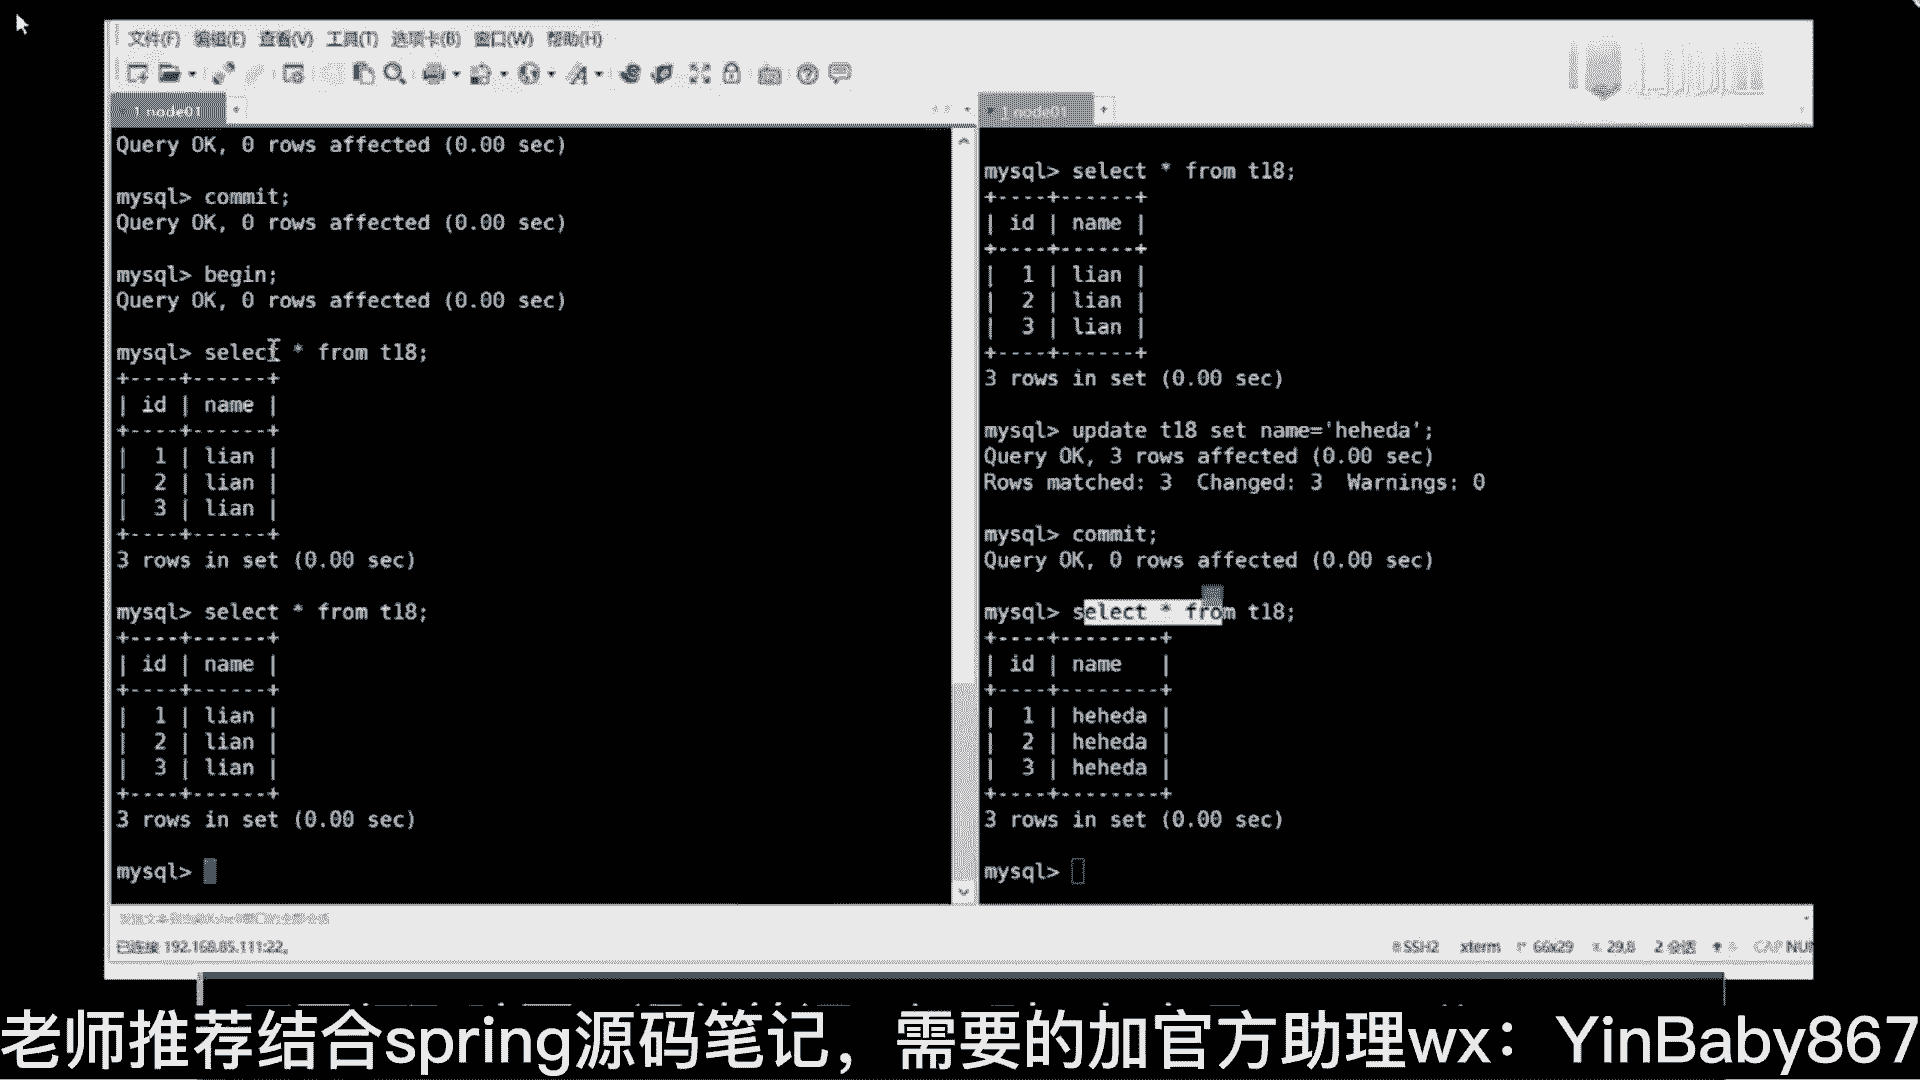 文件(F) 编辑(E) 查看(V) 工具(T) 选项卡(B) 窗口(W) 帮助(H)
1 node01
Query OK, 0 rows affected (0.00 sec)
mysql> commit;
Query OK, 0 rows affected (0.00 sec)
mysql> begin;
Query OK, 0 rows affected (0.00 sec)
mysql> select * from t18;
+----+------+
| id | name |
+----+------+
|  1 | lian |
|  2 | lian |
|  3 | lian |
+----+------+
3 rows in set (0.00 sec)
mysql> select * from t18;
+----+------+
| id | name |
+----+------+
|  1 | lian |
|  2 | lian |
|  3 | lian |
+----+------+
3 rows in set (0.00 sec)
mysql>
1 node01
mysql> select * from t18;
+----+------+
| id | name |
+----+------+
|  1 | lian |
|  2 | lian |
|  3 | lian |
+----+------+
3 rows in set (0.00 sec)
mysql> update t18 set name='heheda';
Query OK, 3 rows affected (0.00 sec)
Rows matched: 3  Changed: 3  Warnings: 0
mysql> commit;
Query OK, 0 rows affected (0.00 sec)
mysql> select * from t18;
+----+--------+
| id | name   |
+----+--------+
|  1 | heheda |
|  2 | heheda |
|  3 | heheda |
+----+--------+
3 rows in set (0.00 sec)
mysql>
已连接 192.168.85.111:22。
SSH2 xterm 66x29 29,8 2 会话 CAP NUM
老师推荐结合spring源码笔记，需要的加官方助理wx：YinBaby867